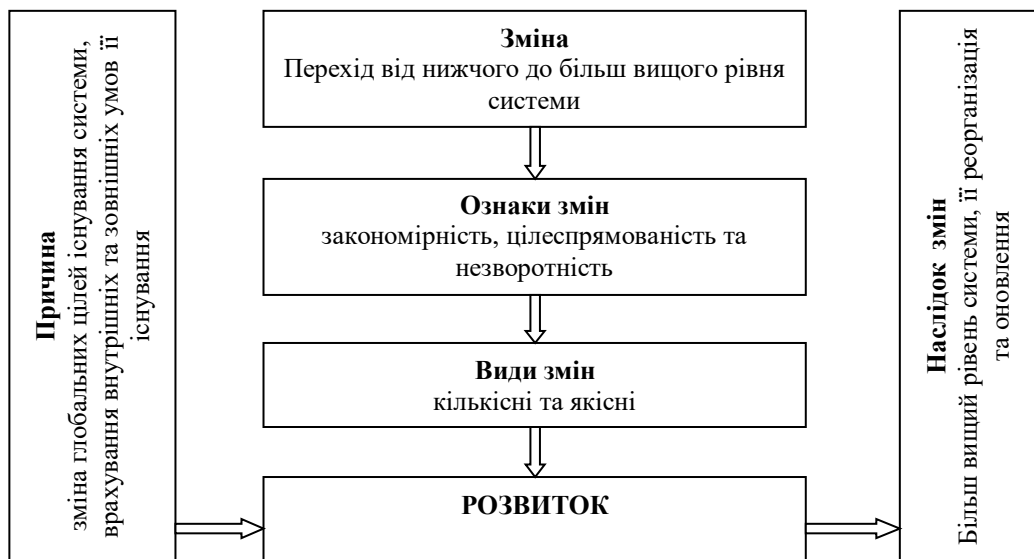 Причина
зміна глобальних цілей існування системи,
врахування внутрішніх та зовнішніх умов її
існування
Зміна
Перехід від нижчого до більш вищого рівня
системи
Ознаки змін
закономірність, цілеспрямованість та
незворотність
Види змін
кількісні та якісні
РОЗВИТОК
Наслідок змін
Більш вищий рівень системи, її реорганізація
та оновлення